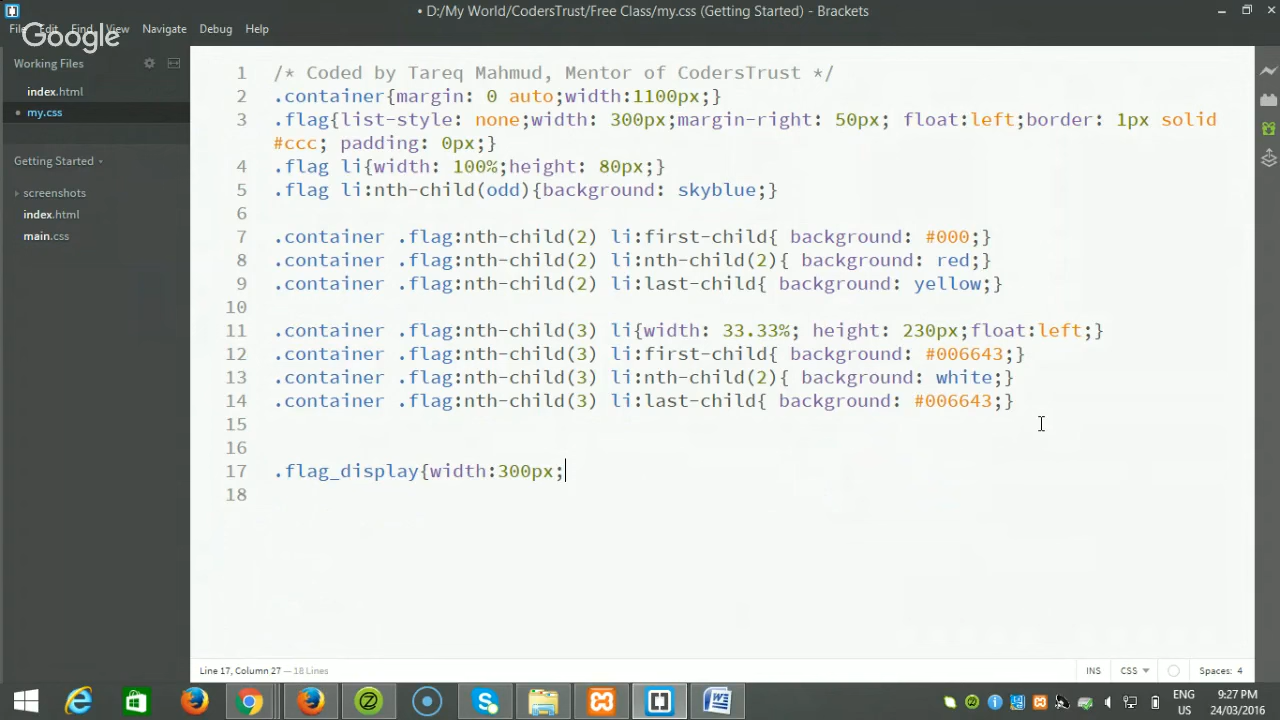 • D:/My World/CodersTrust/Free Class/my.css (Getting Started) - Brackets
File Edit Find View Navigate Debug Help
Google
Working Files
index.html
• my.css
Getting Started
screenshots
index.html
main.css
1 /* Coded by Tareq Mahmud, Mentor of CodersTrust */
2 .container{margin: 0 auto;width:1100px;}
3 .flag{list-style: none;width: 300px;margin-right: 50px; float:left;border: 1px solid
#ccc; padding: 0px;}
4 .flag li{width: 100%;height: 80px;}
5 .flag li:nth-child(odd){background: skyblue;}
6
7 .container .flag:nth-child(2) li:first-child{ background: #000;}
8 .container .flag:nth-child(2) li:nth-child(2){ background: red;}
9 .container .flag:nth-child(2) li:last-child{ background: yellow;}
10
11 .container .flag:nth-child(3) li{width: 33.33%; height: 230px;float:left;}
12 .container .flag:nth-child(3) li:first-child{ background: #006643;}
13 .container .flag:nth-child(3) li:nth-child(2){ background: white;}
14 .container .flag:nth-child(3) li:last-child{ background: #006643;}
15
16
17 .flag_display{width:300px;
18
Line 17, Column 27 — 18 Lines
INS CSS Spaces: 4
ENG 9:27 PM
US 24/03/2016